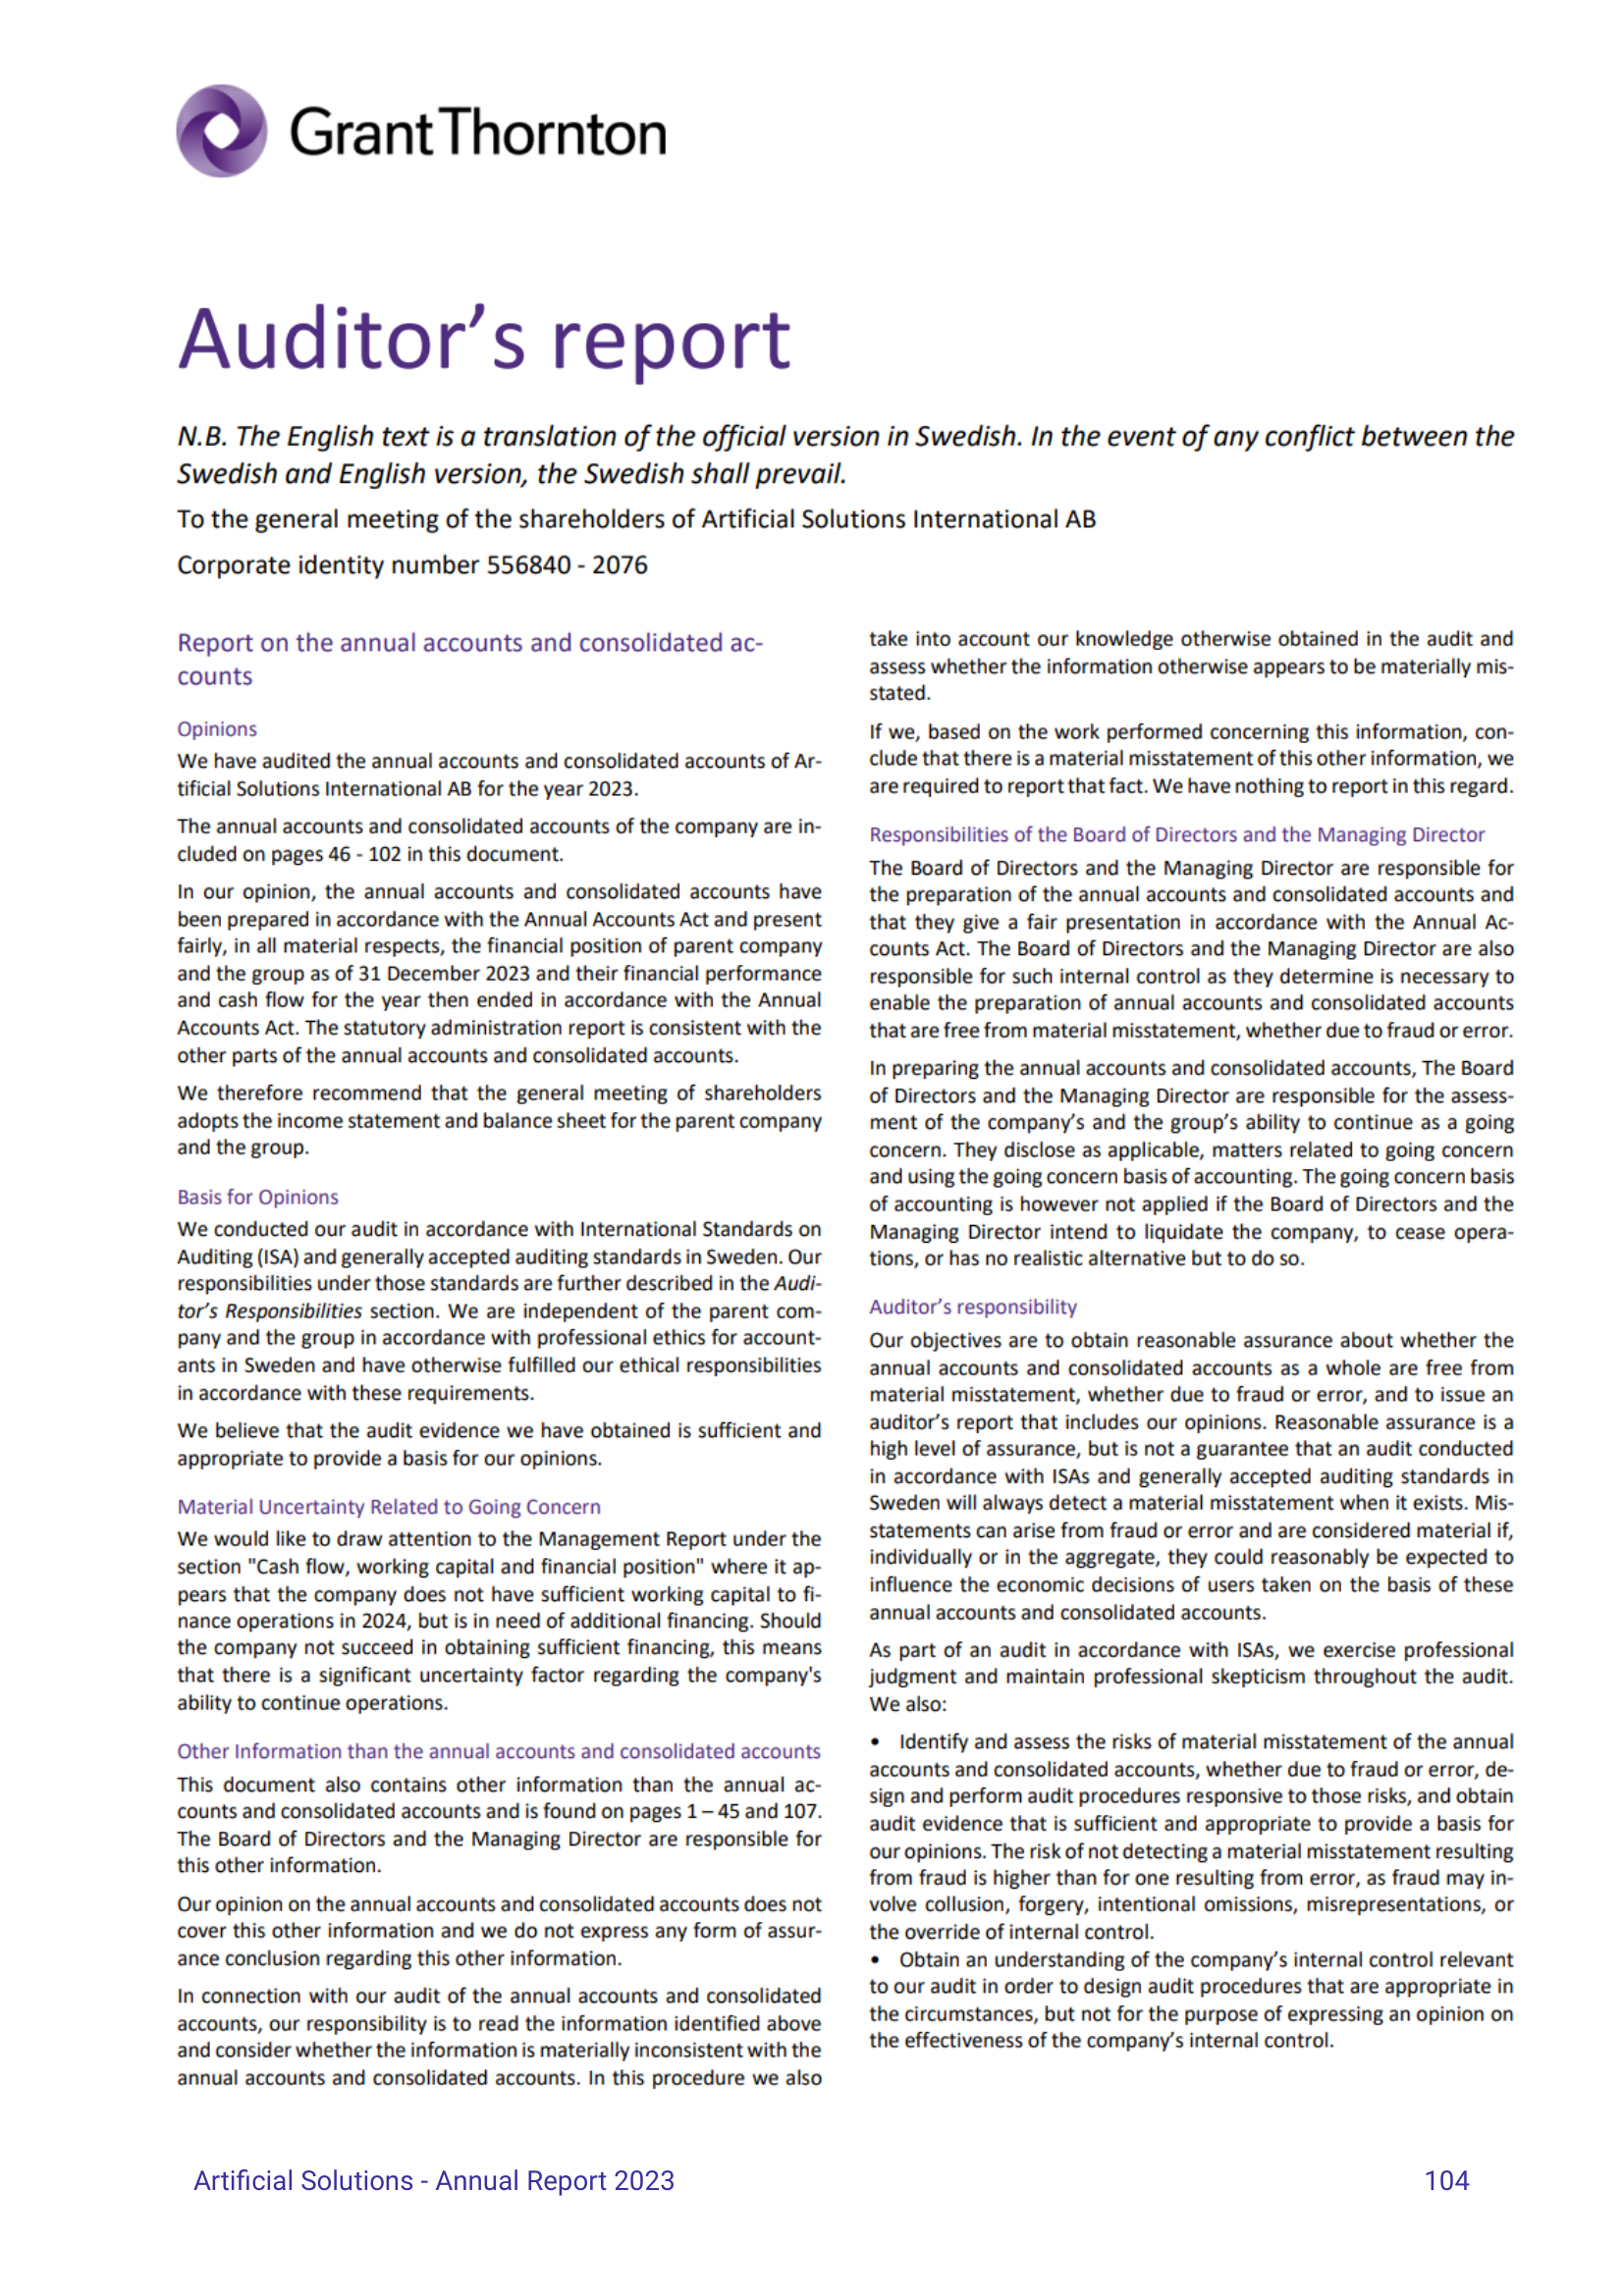 Grant Thornton
Auditor’s report
N.B. The English text is a translation of the official version in Swedish. In the event of any conflict between the
Swedish and English version, the Swedish shall prevail.
To the general meeting of the shareholders of Artificial Solutions International AB
Corporate identity number 556840 - 2076
Report on the annual accounts and consolidated ac-
counts
Opinions
We have audited the annual accounts and consolidated accounts of Ar-
tificial Solutions International AB for the year 2023.
The annual accounts and consolidated accounts of the company are in-
cluded on pages 46 - 102 in this document.
In our opinion, the annual accounts and consolidated accounts have
been prepared in accordance with the Annual Accounts Act and present
fairly, in all material respects, the financial position of parent company
and the group as of 31 December 2023 and their financial performance
and cash flow for the year then ended in accordance with the Annual
Accounts Act. The statutory administration report is consistent with the
other parts of the annual accounts and consolidated accounts.
We therefore recommend that the general meeting of shareholders
adopts the income statement and balance sheet for the parent company
and the group.
Basis for Opinions
We conducted our audit in accordance with International Standards on
Auditing (ISA) and generally accepted auditing standards in Sweden. Our
responsibilities under those standards are further described in the Audi-
tor’s Responsibilities section. We are independent of the parent com-
pany and the group in accordance with professional ethics for account-
ants in Sweden and have otherwise fulfilled our ethical responsibilities
in accordance with these requirements.
We believe that the audit evidence we have obtained is sufficient and
appropriate to provide a basis for our opinions.
Material Uncertainty Related to Going Concern
We would like to draw attention to the Management Report under the
section "Cash flow, working capital and financial position" where it ap-
pears that the company does not have sufficient working capital to fi-
nance operations in 2024, but is in need of additional financing. Should
the company not succeed in obtaining sufficient financing, this means
that there is a significant uncertainty factor regarding the company's
ability to continue operations.
Other Information than the annual accounts and consolidated accounts
This document also contains other information than the annual ac-
counts and consolidated accounts and is found on pages 1 – 45 and 107.
The Board of Directors and the Managing Director are responsible for
this other information.
Our opinion on the annual accounts and consolidated accounts does not
cover this other information and we do not express any form of assur-
ance conclusion regarding this other information.
In connection with our audit of the annual accounts and consolidated
accounts, our responsibility is to read the information identified above
and consider whether the information is materially inconsistent with the
annual accounts and consolidated accounts. In this procedure we also
take into account our knowledge otherwise obtained in the audit and
assess whether the information otherwise appears to be materially mis-
stated.
If we, based on the work performed concerning this information, con-
clude that there is a material misstatement of this other information, we
are required to report that fact. We have nothing to report in this regard.
Responsibilities of the Board of Directors and the Managing Director
The Board of Directors and the Managing Director are responsible for
the preparation of the annual accounts and consolidated accounts and
that they give a fair presentation in accordance with the Annual Ac-
counts Act. The Board of Directors and the Managing Director are also
responsible for such internal control as they determine is necessary to
enable the preparation of annual accounts and consolidated accounts
that are free from material misstatement, whether due to fraud or error.
In preparing the annual accounts and consolidated accounts, The Board
of Directors and the Managing Director are responsible for the assess-
ment of the company’s and the group’s ability to continue as a going
concern. They disclose as applicable, matters related to going concern
and using the going concern basis of accounting. The going concern basis
of accounting is however not applied if the Board of Directors and the
Managing Director intend to liquidate the company, to cease opera-
tions, or has no realistic alternative but to do so.
Auditor’s responsibility
Our objectives are to obtain reasonable assurance about whether the
annual accounts and consolidated accounts as a whole are free from
material misstatement, whether due to fraud or error, and to issue an
auditor’s report that includes our opinions. Reasonable assurance is a
high level of assurance, but is not a guarantee that an audit conducted
in accordance with ISAs and generally accepted auditing standards in
Sweden will always detect a material misstatement when it exists. Mis-
statements can arise from fraud or error and are considered material if,
individually or in the aggregate, they could reasonably be expected to
influence the economic decisions of users taken on the basis of these
annual accounts and consolidated accounts.
As part of an audit in accordance with ISAs, we exercise professional
judgment and maintain professional skepticism throughout the audit.
We also:
• Identify and assess the risks of material misstatement of the annual
accounts and consolidated accounts, whether due to fraud or error, de-
sign and perform audit procedures responsive to those risks, and obtain
audit evidence that is sufficient and appropriate to provide a basis for
our opinions. The risk of not detecting a material misstatement resulting
from fraud is higher than for one resulting from error, as fraud may in-
volve collusion, forgery, intentional omissions, misrepresentations, or
the override of internal control.
• Obtain an understanding of the company’s internal control relevant
to our audit in order to design audit procedures that are appropriate in
the circumstances, but not for the purpose of expressing an opinion on
the effectiveness of the company’s internal control.
Artificial Solutions - Annual Report 2023
104